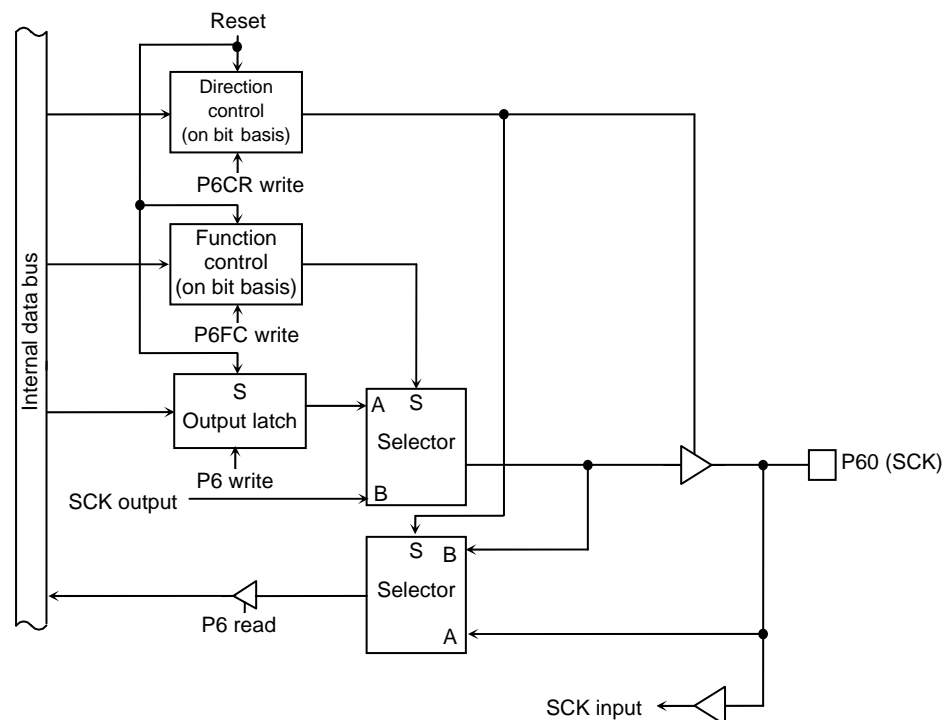 Reset
Direction
control
(on bit basis)
P6CR write
Internal data bus
Function
control
(on bit basis)
P6FC write
S
Output latch
P6 write
A
S
Selector
B
SCK output
P60 (SCK)
S
B
Selector
A
P6 read
SCK input